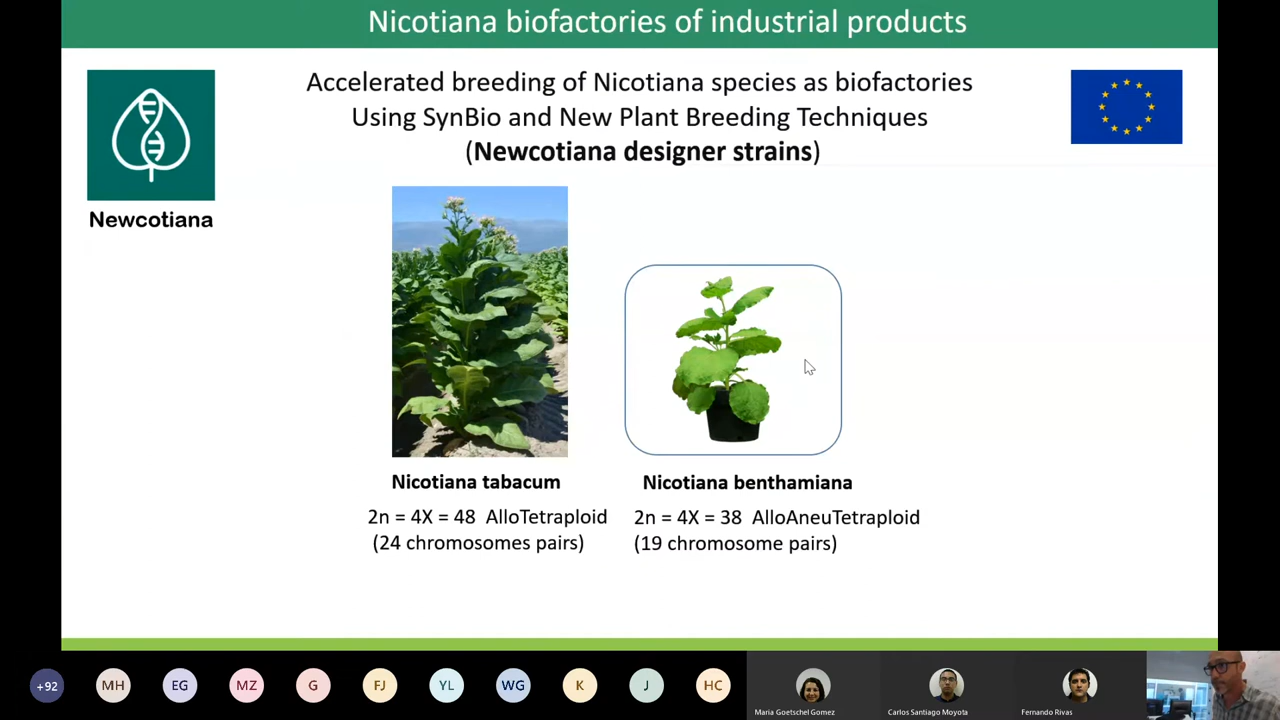 Nicotiana biofactories of industrial products
Accelerated breeding of Nicotiana species as biofactories
Using SynBio and New Plant Breeding Techniques
(Newcotiana designer strains)
Newcotiana
Nicotiana tabacum
2n = 4X = 48 AlloTetraploid
(24 chromosomes pairs)
Nicotiana benthamiana
2n = 4X = 38 AlloAneuTetraploid
(19 chromosome pairs)
+92
MH
EG
MZ
G
FJ
YL
WG
K
J
HC
Maria Goetschel Gomez
Carlos Santiago Moyota
Fernando Rivas